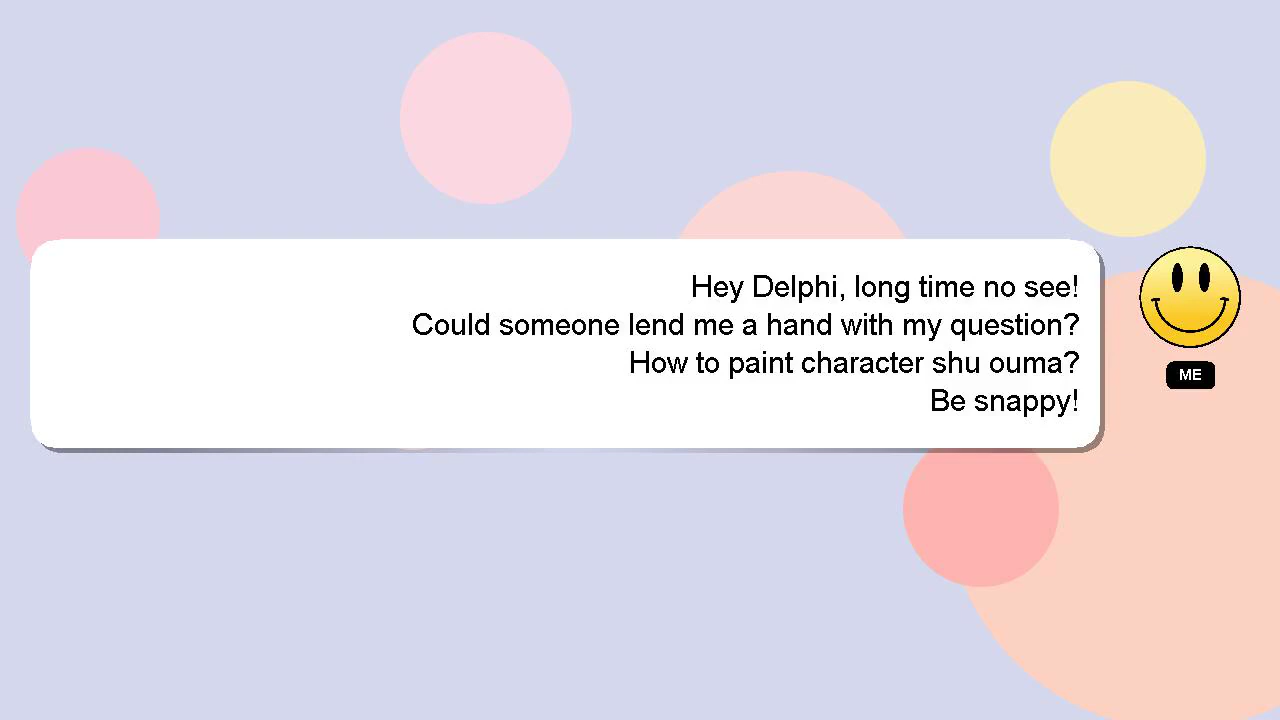 Hey Delphi, long time no see!
Could someone lend me a hand with my question?
How to paint character shu ouma?
Be snappy!
ME